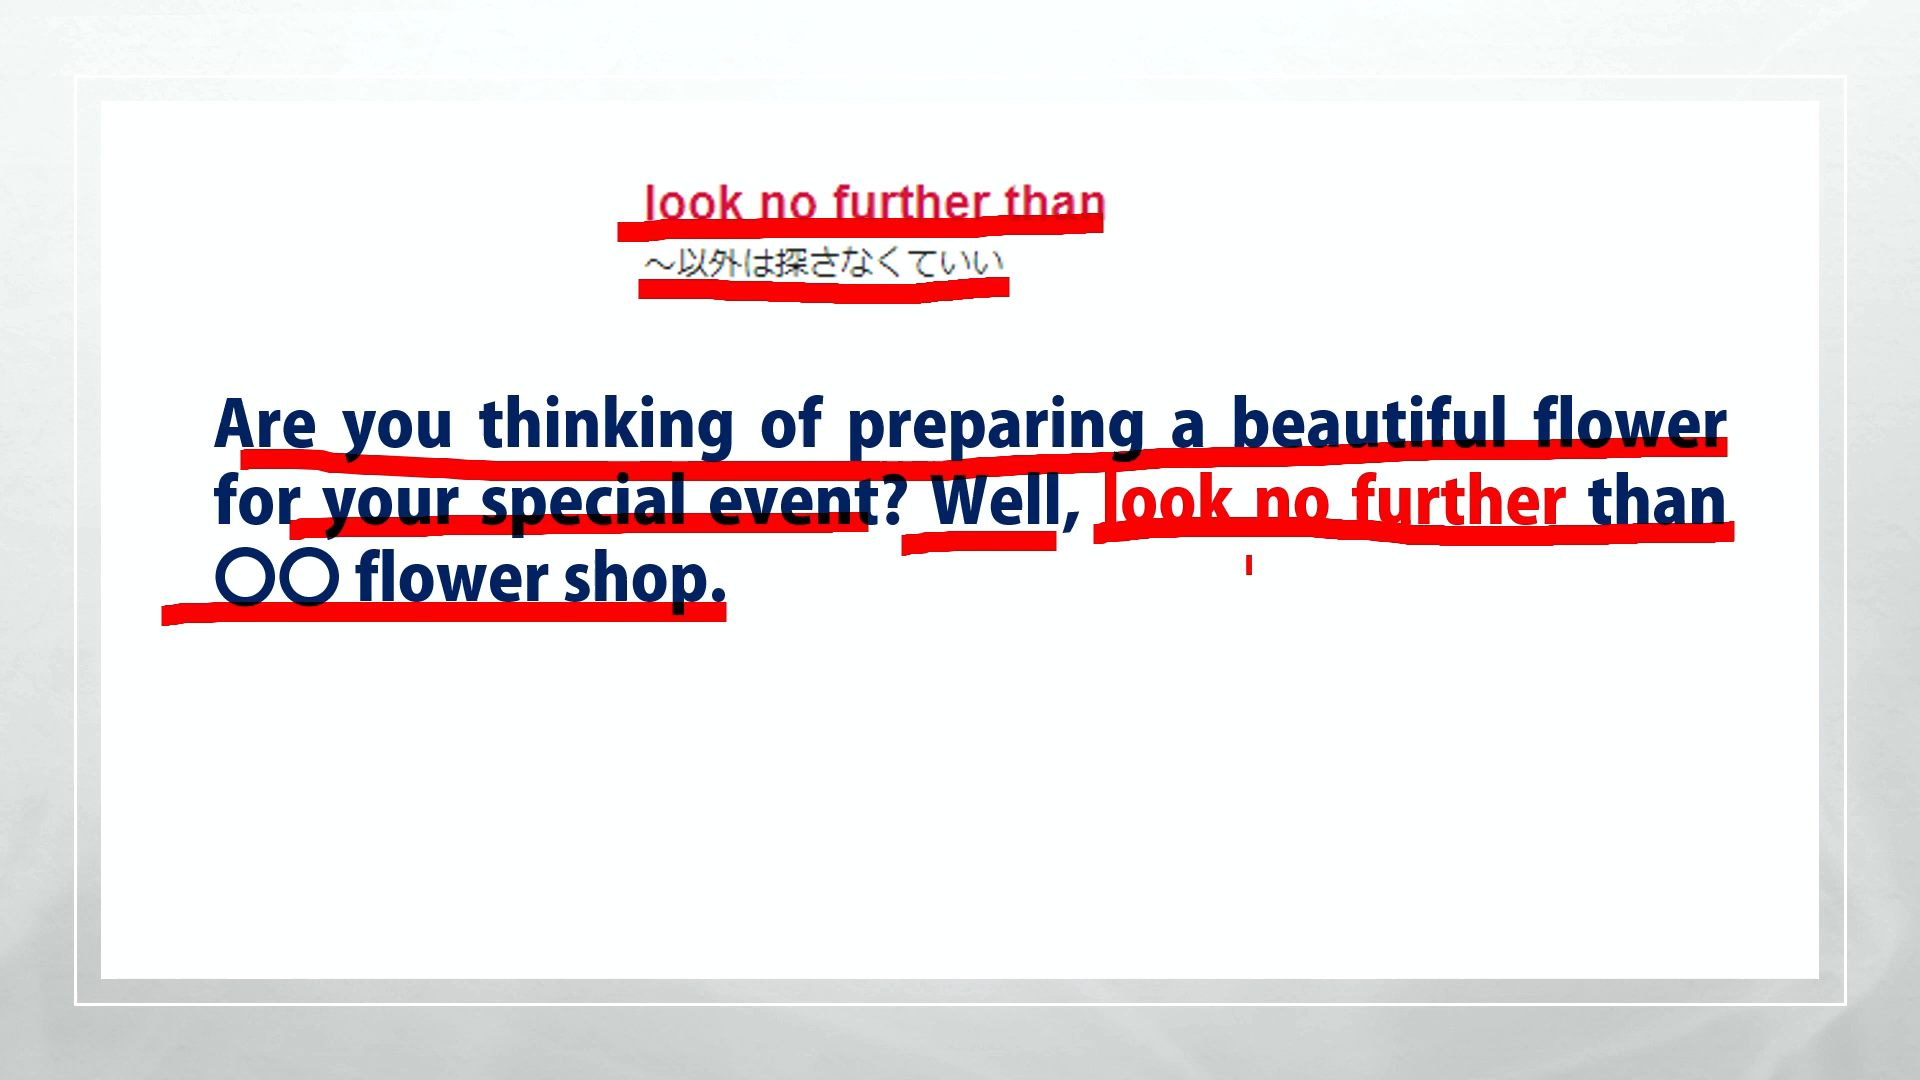 look no further than
～以外は探さなくていい
Are you thinking of preparing a beautiful flower
for your special event? Well, look no further than
〇〇 flower shop.